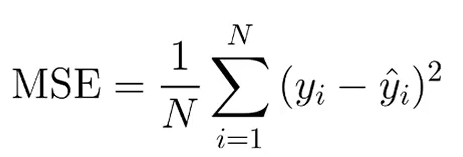 MSE = \frac{1}{N} \sum_{i=1}^{N} (y_i - \hat{y}_i)^2